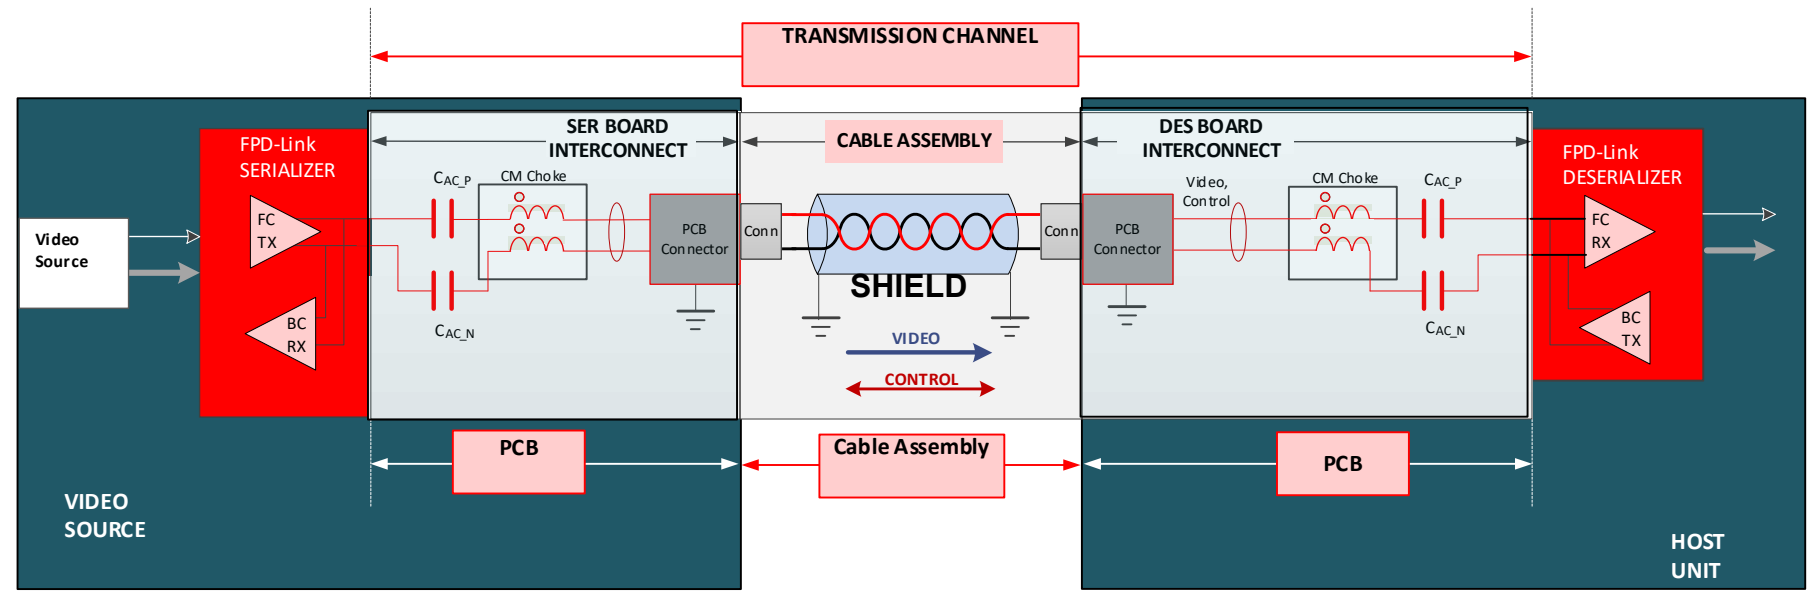 TRANSMISSION CHANNEL
FPD-Link
SERIALIZER
SER BOARD
INTERCONNECT
CABLE ASSEMBLY
DES BOARD
INTERCONNECT
FPD-Link
DESERIALIZER
CAC_P
CM Choke
Video,
Control
CM Choke
CAC_P
FC
TX
Video
Source
PCB
Connector
Conn
Conn
PCB
Connector
FC
RX
SHIELD
BC
RX
CAC_N
VIDEO
CONTROL
CAC_N
BC
TX
PCB
Cable Assembly
PCB
VIDEO
SOURCE
HOST
UNIT